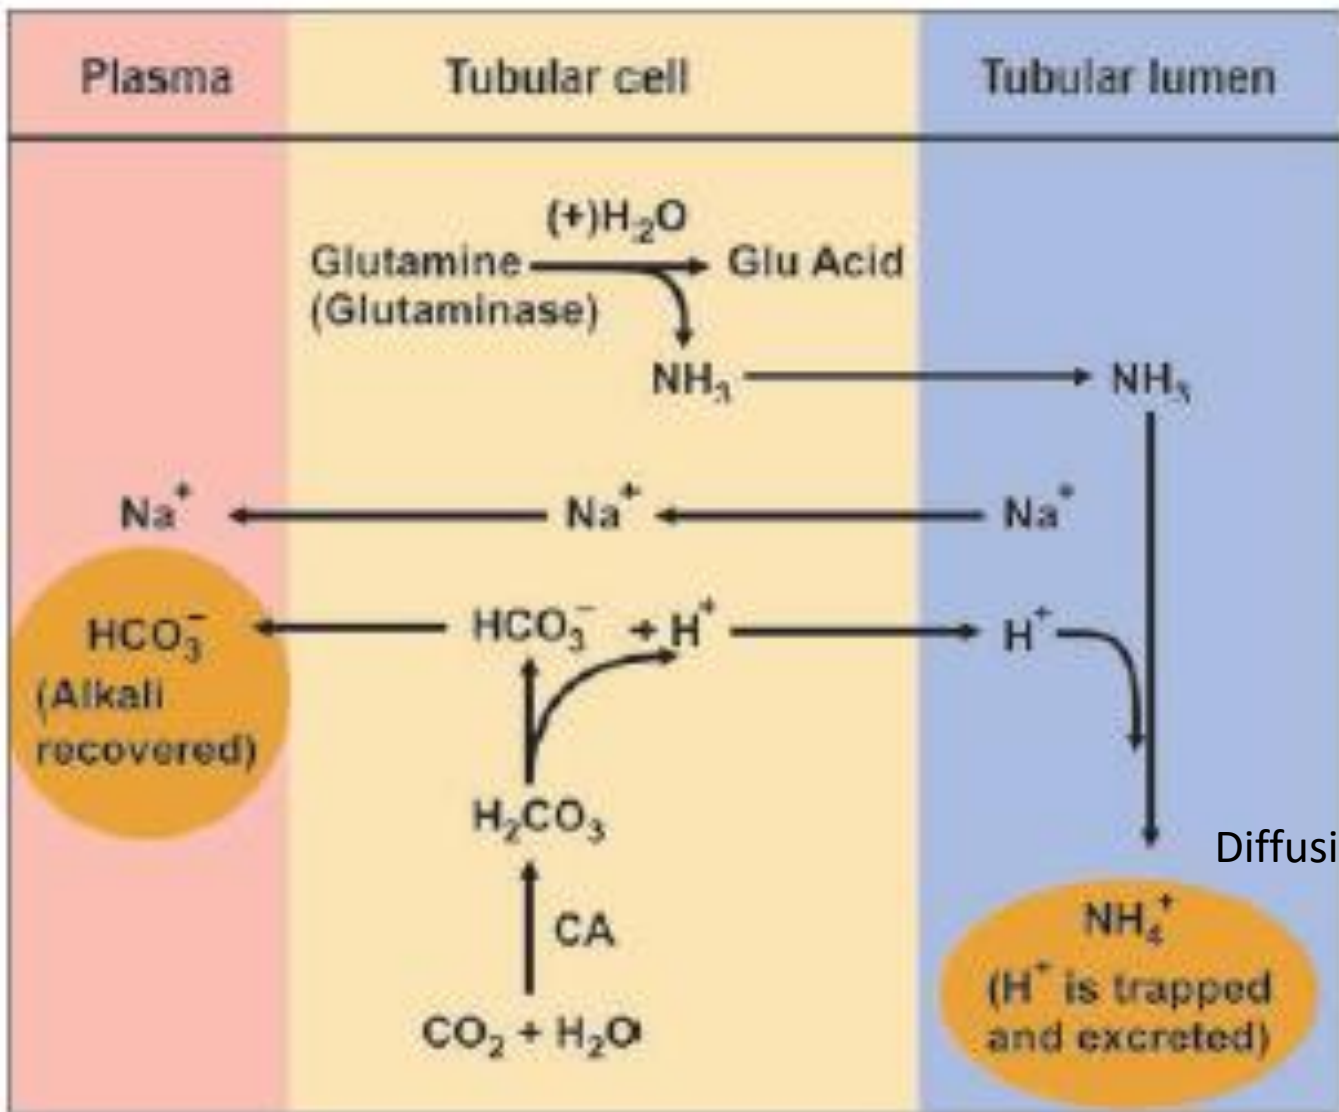 Plasma
Tubular cell
Tubular lumen
(+)H₂O
Glutamine
Glu Acid
(Glutaminase)
NH₃
NH₃
Na⁺
Na⁺
Na⁺
HCO₃⁻
HCO₃⁻ + H⁺
H⁺
(Alkali
recovered)
H₂CO₃
Diffusi
CA
NH₄⁺
(H⁺ is trapped
and excreted)
CO₂ + H₂O